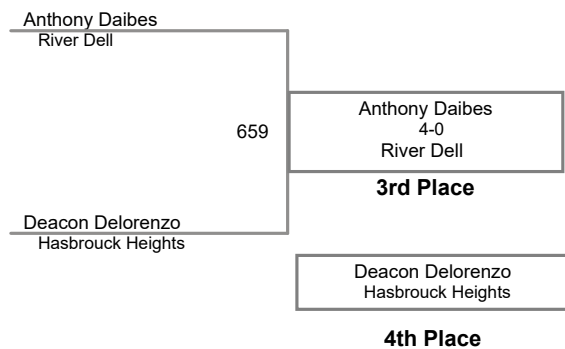 Anthony Daibes
River Dell
659
Anthony Daibes
4-0
River Dell
3rd Place
Deacon Delorenzo
Hasbrouck Heights
Deacon Delorenzo
Hasbrouck Heights
4th Place